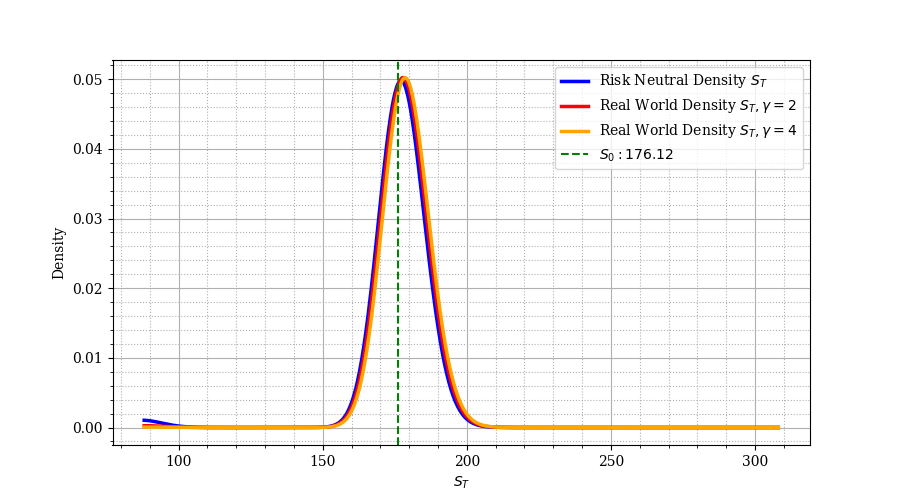 0.05
0.04
0.03
0.02
0.01
0.00
Density
100 150 200 250 300
S_T
Risk Neutral Density S_T
Real World Density S_T, γ = 2
Real World Density S_T, γ = 4
S_0 : 176.12